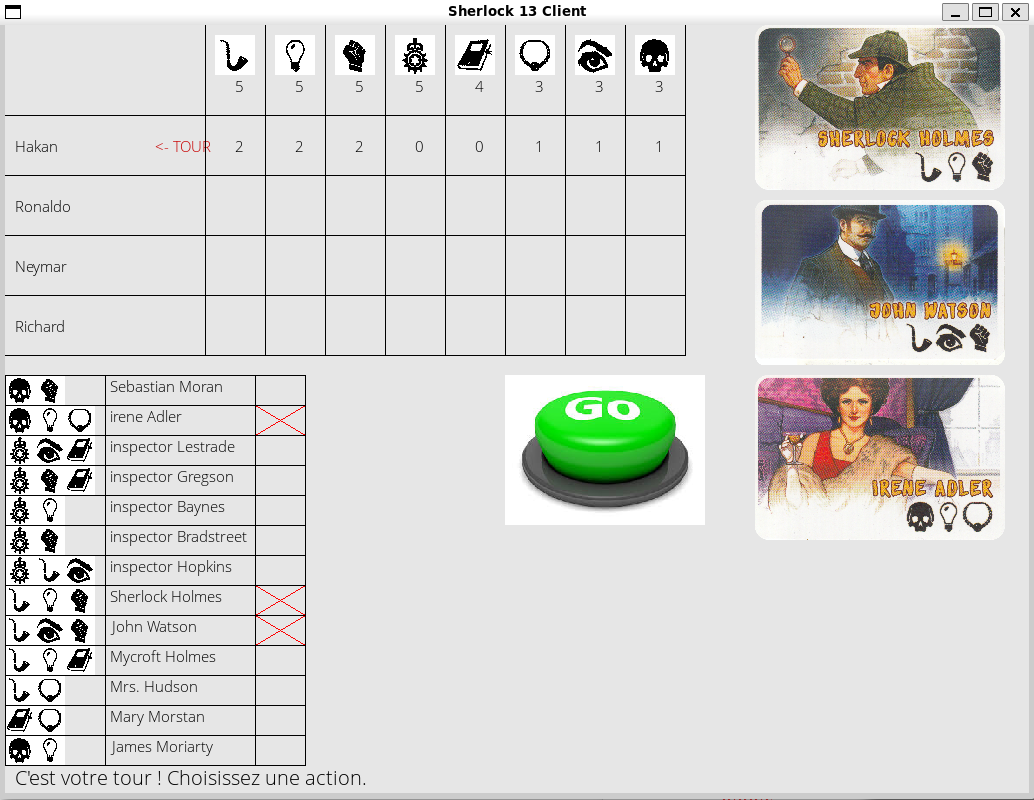 Sherlock 13 Client
5 5 5 5 4 3 3 3
Hakan <- TOUR 2 2 2 0 0 1 1 1
Ronaldo
Neymar
Richard
SHERLOCK HOLMES
JOHN WATSON
IRENE ADLER
GO
Sebastian Moran
irene Adler
inspector Lestrade
inspector Gregson
inspector Baynes
inspector Bradstreet
inspector Hopkins
Sherlock Holmes
John Watson
Mycroft Holmes
Mrs. Hudson
Mary Morstan
James Moriarty
C'est votre tour ! Choisissez une action.